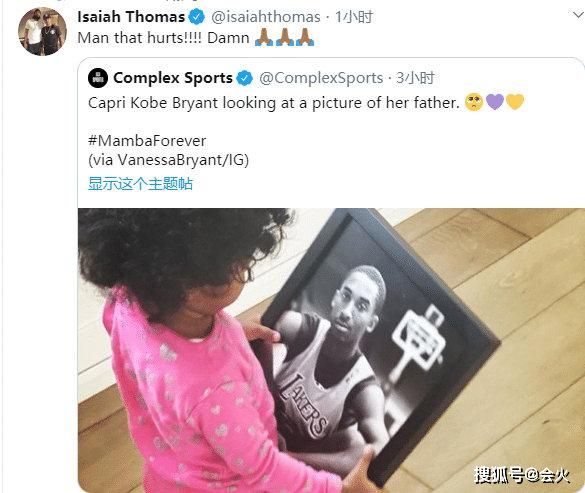 Isaiah Thomas @isaiahthomas · 1小时
Man that hurts!!!! Damn 🙏🏾🙏🏾🙏🏾
Complex Sports @ComplexSports · 3小时
Capri Kobe Bryant looking at a picture of her father. 🥺💜💛
#MambaForever
(via VanessaBryant/IG)
显示这个主题帖
LAKERS
搜狐号@会火